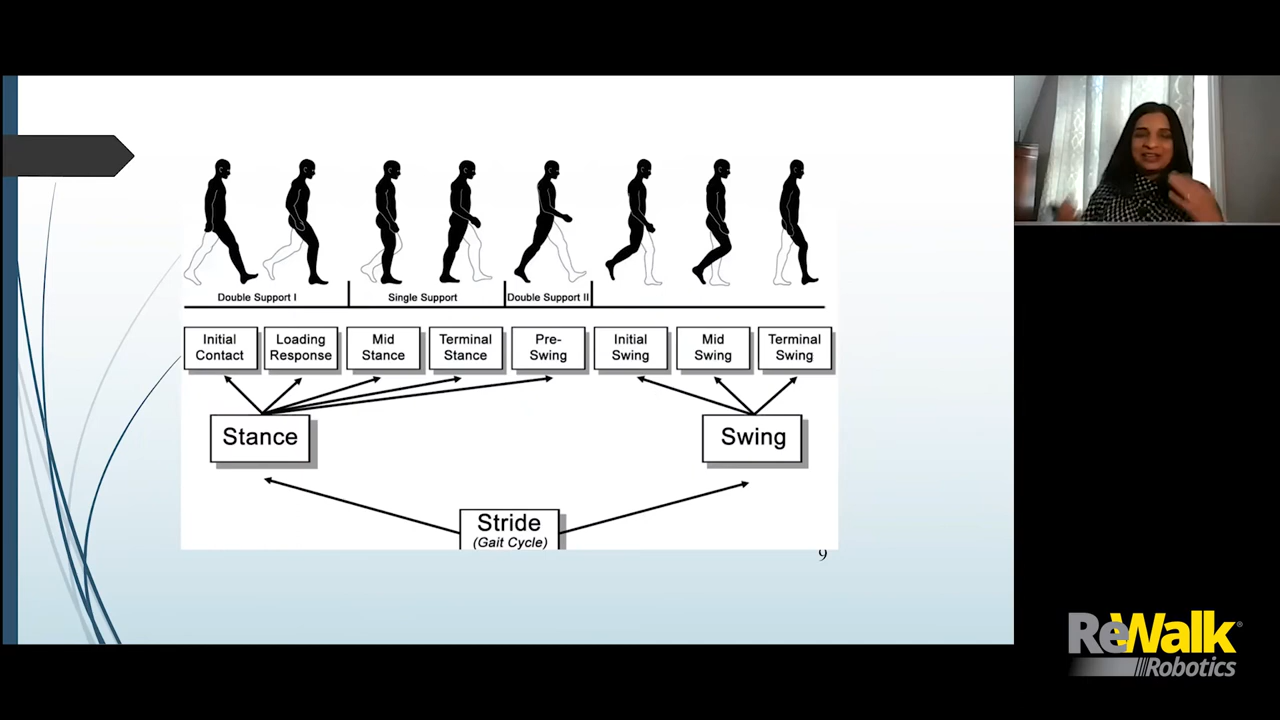 Double Support I
Single Support
Double Support II
Initial
Contact
Loading
Response
Mid
Stance
Terminal
Stance
Pre-
Swing
Initial
Swing
Mid
Swing
Terminal
Swing
Stance
Swing
Stride
(Gait Cycle)
9
ReWalk®
Robotics